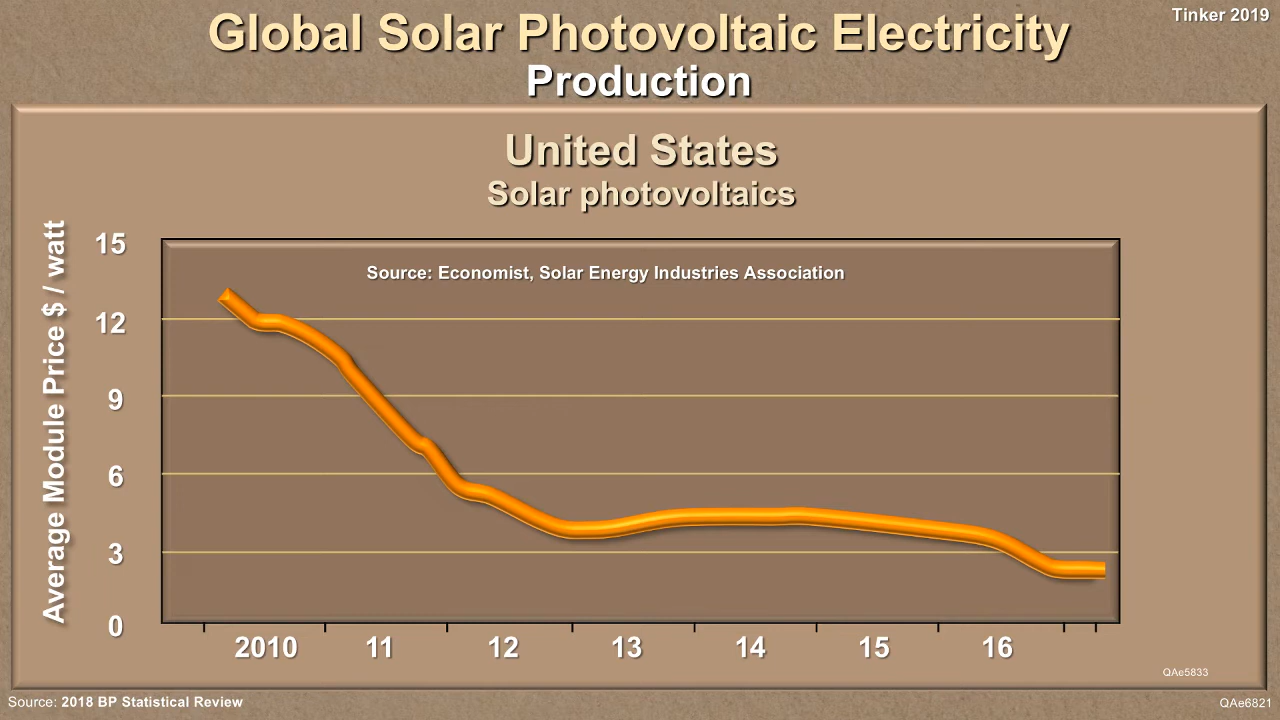 Tinker 2019
Global Solar Photovoltaic Electricity
Production
United States
Solar photovoltaics
Average Module Price $ / watt
15
12
9
6
3
0
Source: Economist, Solar Energy Industries Association
2010 11 12 13 14 15 16
QAe5833
Source: 2018 BP Statistical Review
QAe6821